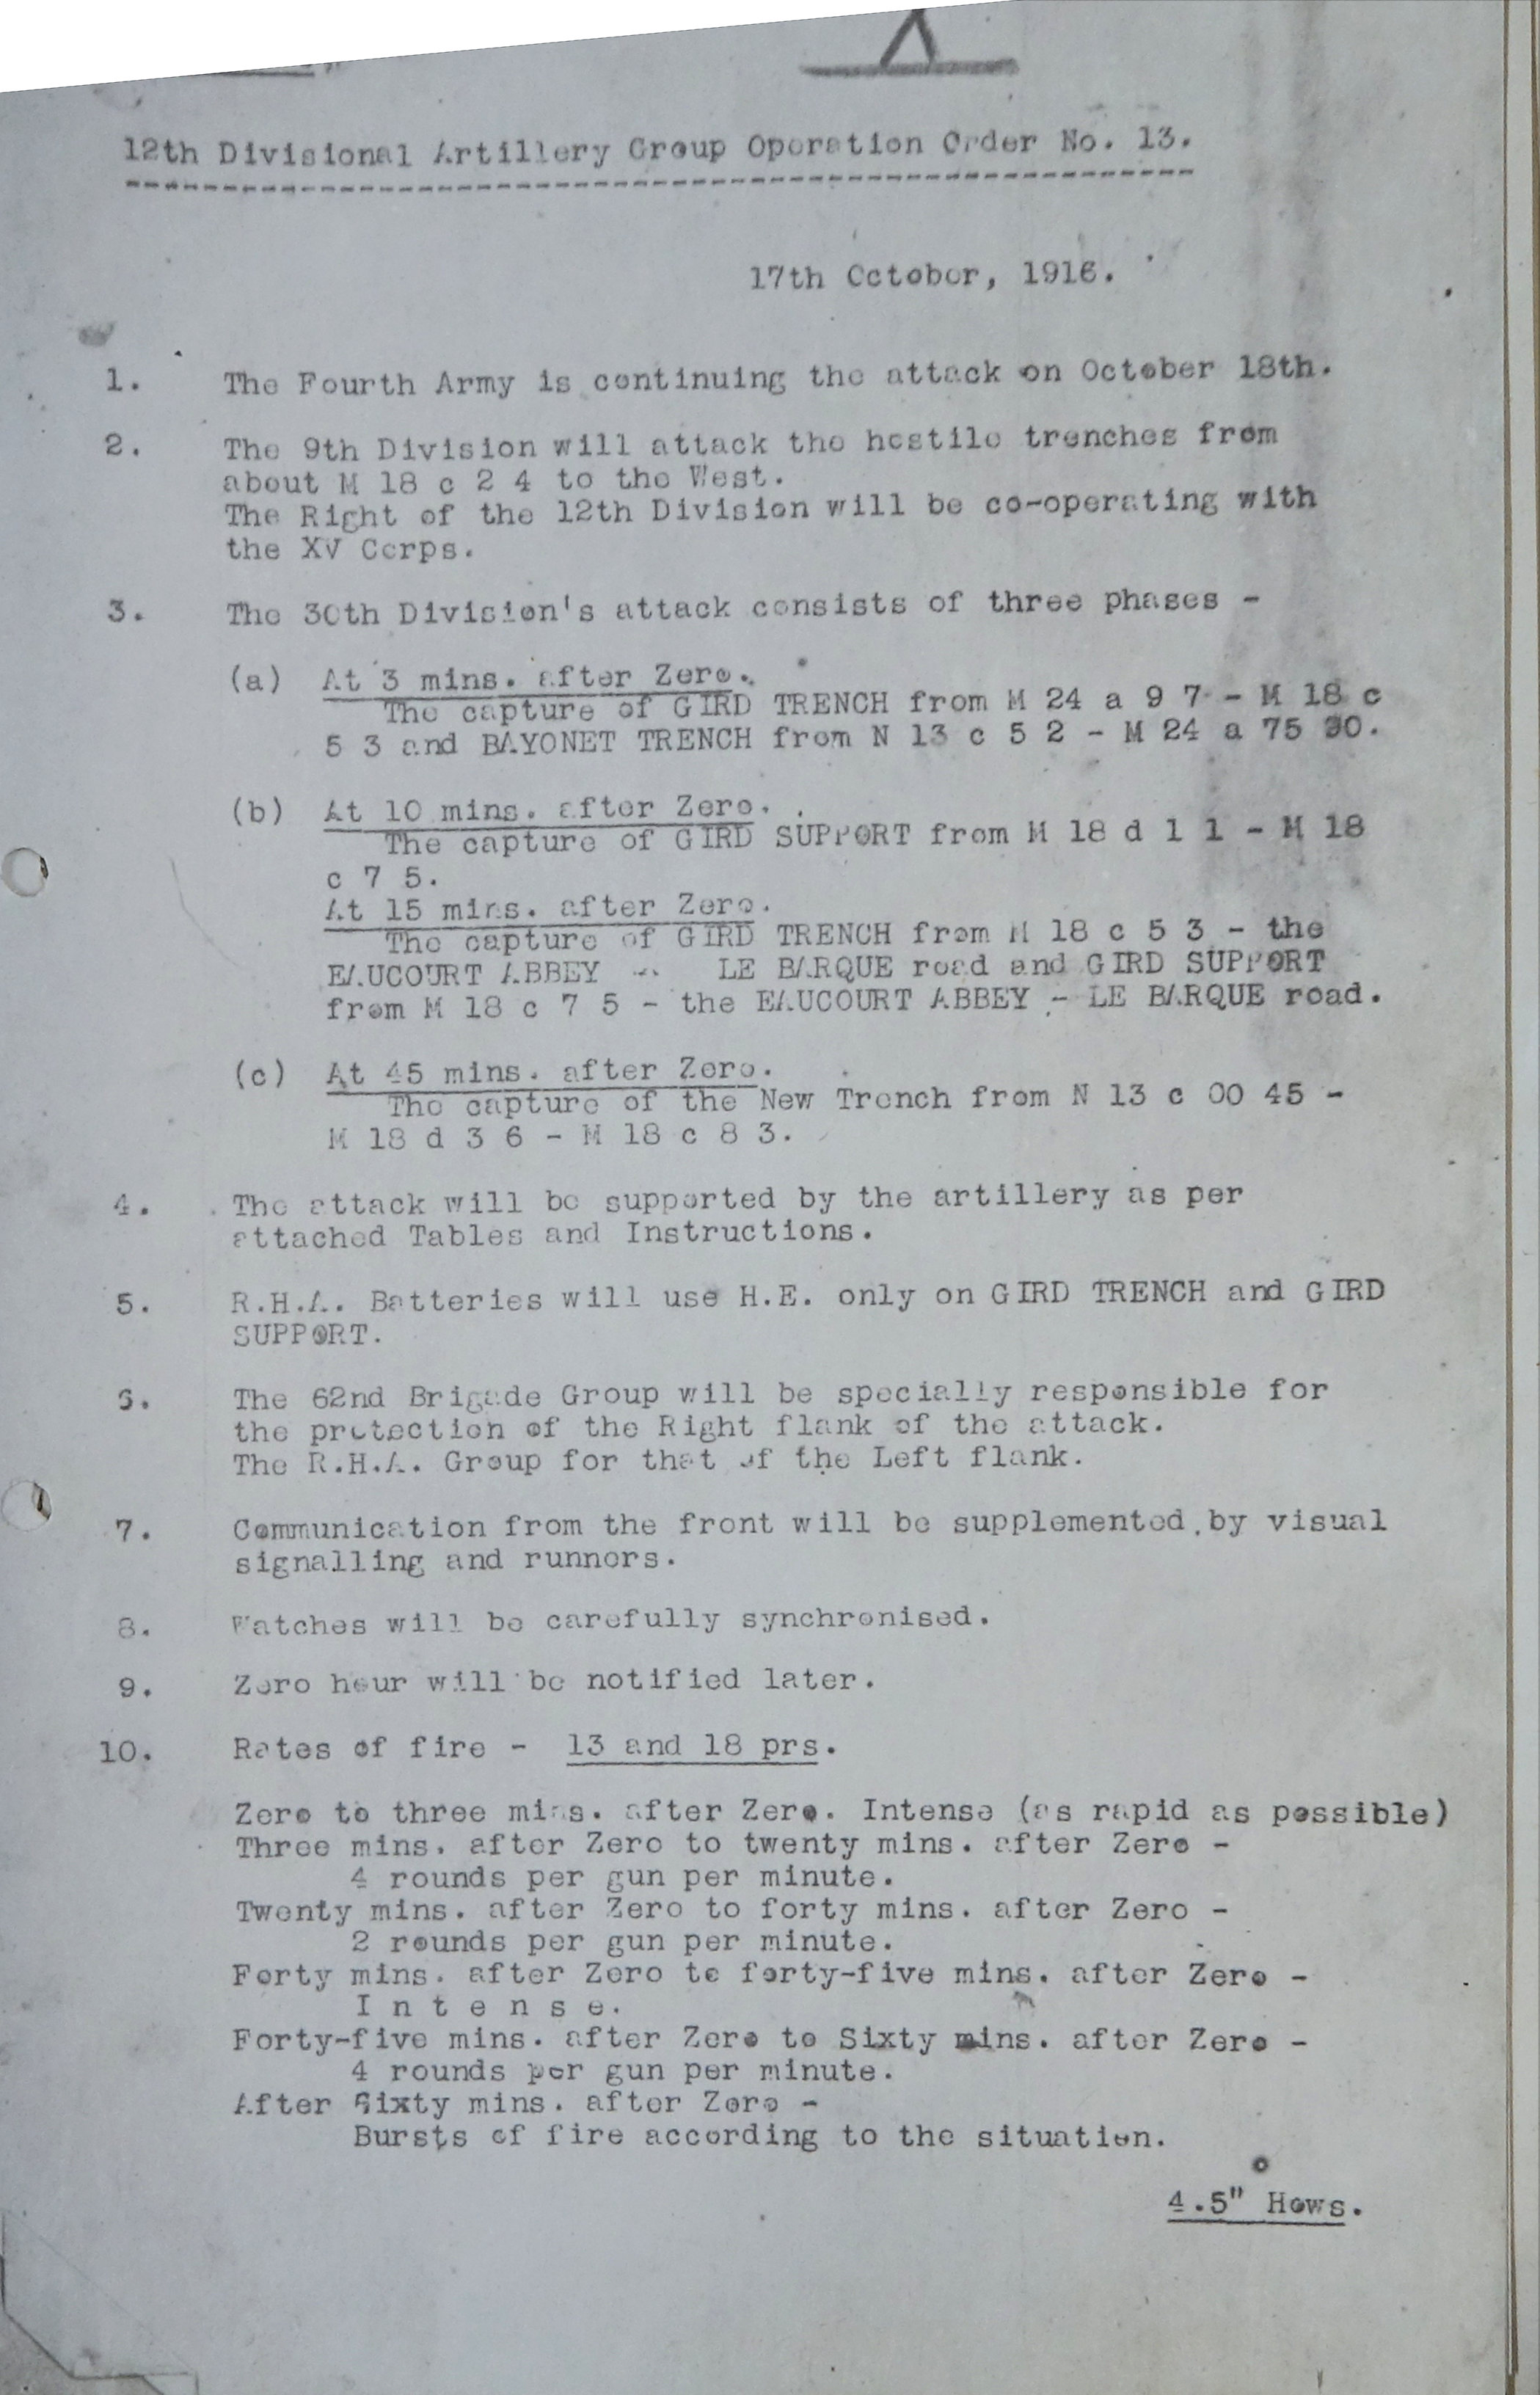 12th Divisional Artillery Group Operation Order No. 13.
17th October, 1916.
1. The Fourth Army is continuing the attack on October 18th.
2. The 9th Division will attack the hostile trenches from
about M 18 c 2 4 to the West.
The Right of the 12th Division will be co-operating with
the XV Corps.
3. The 30th Division's attack consists of three phases -
(a) At 3 mins. after Zero.
The capture of GIRD TRENCH from M 24 a 9 7 - M 18 c
5 3 and BAYONET TRENCH from N 13 c 5 2 - M 24 a 75 90.
(b) At 10 mins. after Zero.
The capture of GIRD SUPPORT from M 18 d 1 1 - M 18
c 7 5.
At 15 mins. after Zero.
The capture of GIRD TRENCH from M 18 c 5 3 - the
EAUCOURT ABBEY - LE BARQUE road and GIRD SUPPORT
from M 18 c 7 5 - the EAUCOURT ABBEY - LE BARQUE road.
(c) At 45 mins. after Zero.
The capture of the New Trench from N 13 c 00 45 -
M 18 d 3 6 - M 18 c 8 3.
4. The attack will be supported by the artillery as per
attached Tables and Instructions.
5. R.H.A. Batteries will use H.E. only on GIRD TRENCH and GIRD
SUPPORT.
6. The 62nd Brigade Group will be specially responsible for
the protection of the Right flank of the attack.
The R.H.A. Group for that of the Left flank.
7. Communication from the front will be supplemented by visual
signalling and runners.
8. Watches will be carefully synchronised.
9. Zero hour will be notified later.
10. Rates of fire - 13 and 18 prs.
Zero to three mins. after Zero. Intense (as rapid as possible)
Three mins. after Zero to twenty mins. after Zero -
4 rounds per gun per minute.
Twenty mins. after Zero to forty mins. after Zero -
2 rounds per gun per minute.
Forty mins. after Zero to forty-five mins. after Zero -
I n t e n s e.
Forty-five mins. after Zero to Sixty mins. after Zero -
4 rounds per gun per minute.
After Sixty mins. after Zero -
Bursts of fire according to the situation.
4.5" Hows.